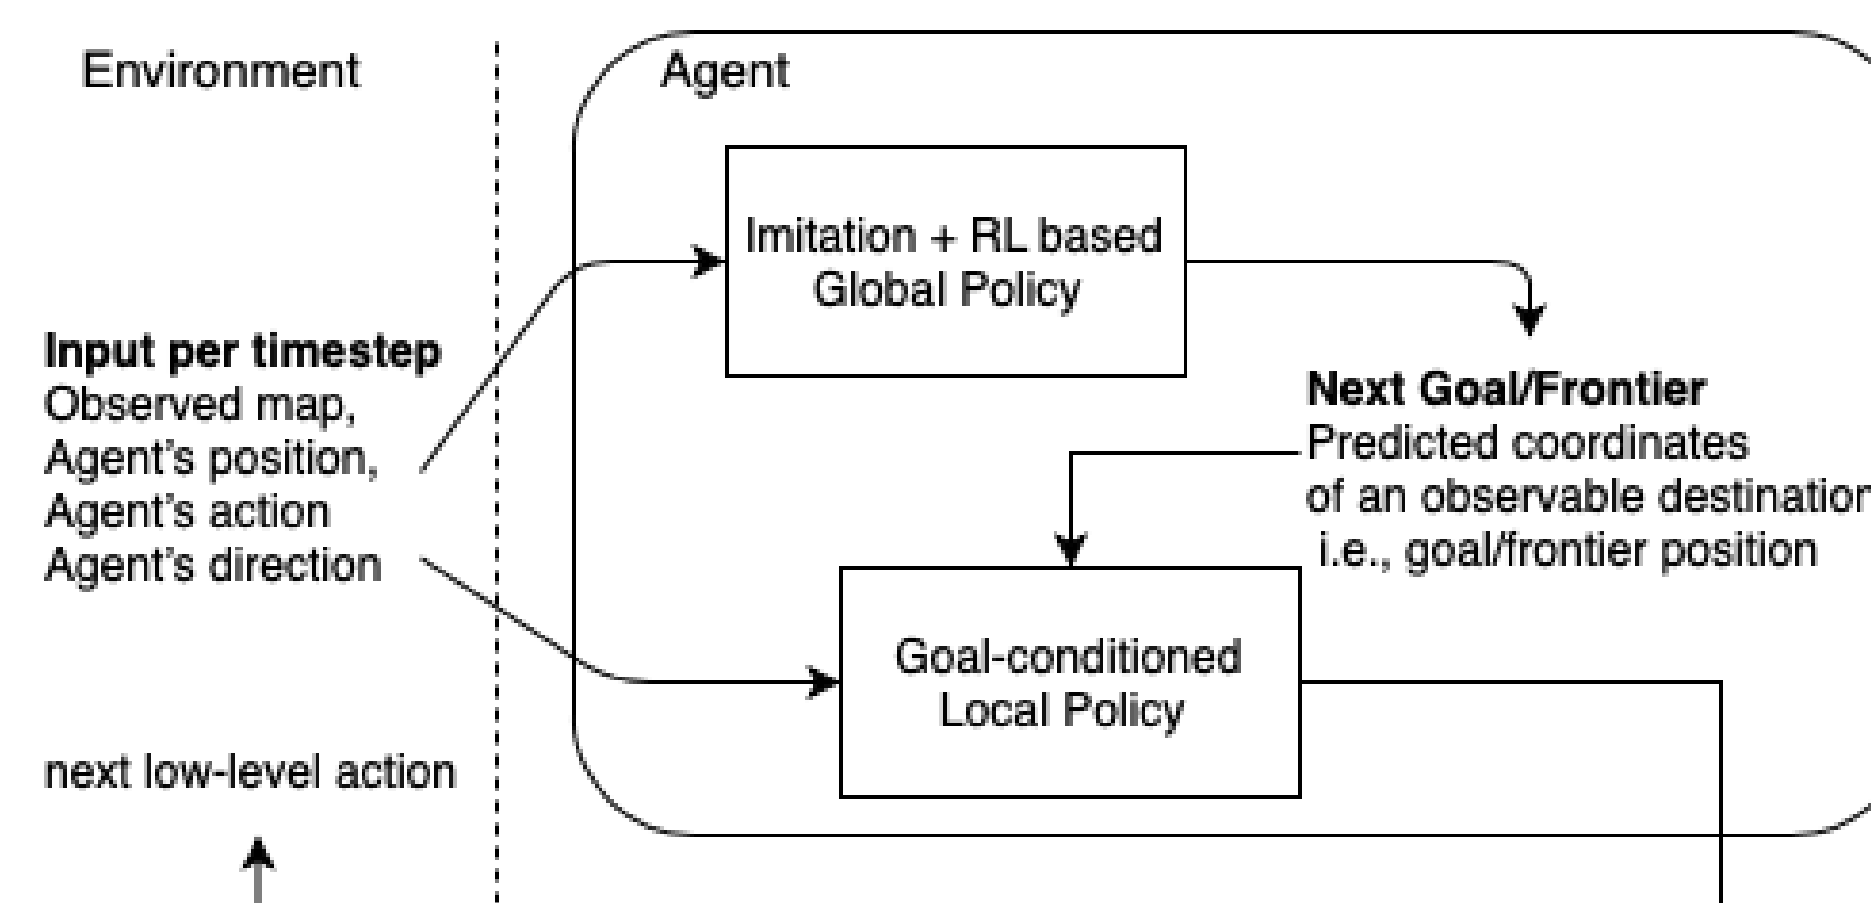 Environment
Agent
Imitation + RL based
Global Policy
Input per timestep
Observed map,
Agent's position,
Agent's action
Agent's direction
Next Goal/Frontier
Predicted coordinates
of an observable destination
i.e., goal/frontier position
Goal-conditioned
Local Policy
next low-level action